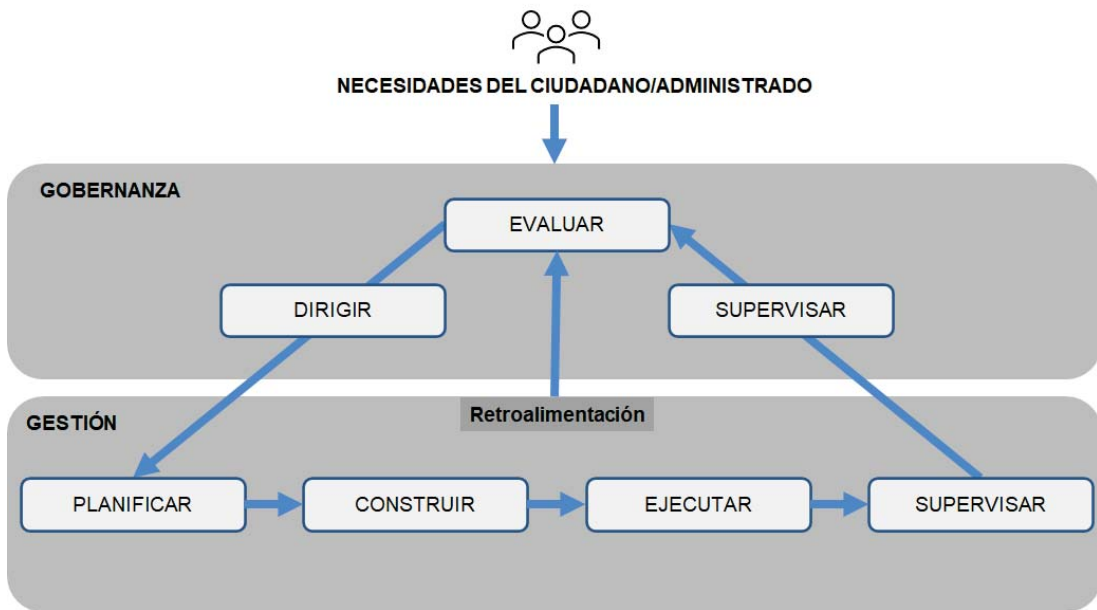 NECESIDADES DEL CIUDADANO/ADMINISTRADO
GOBERNANZA
EVALUAR
DIRIGIR
SUPERVISAR
GESTIÓN
Retroalimentación
PLANIFICAR
CONSTRUIR
EJECUTAR
SUPERVISAR